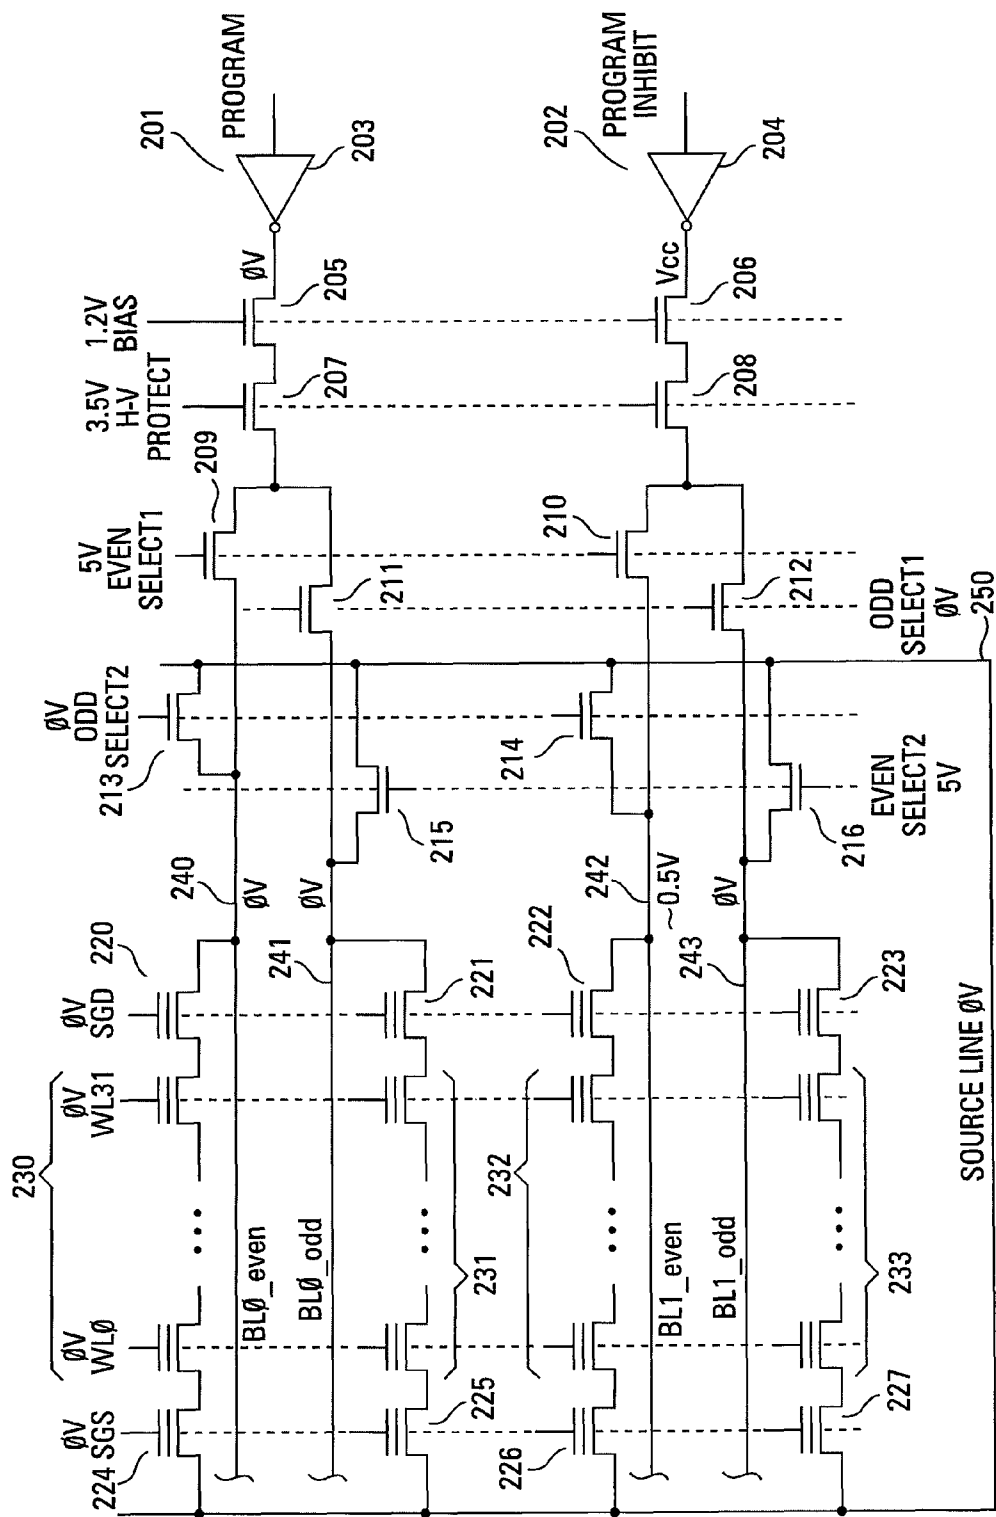 201
PROGRAM
203
202
PROGRAM
INHIBIT
204
1.2V
BIAS
ØV
205
Vcc
206
3.5V
H-V
PROTECT
207
208
5V
EVEN
SELECT1
209
210
211
212
ODD
SELECT1
ØV
250
ØV
ODD
SELECT2
213
214
215
216
EVEN
SELECT2
5V
240
ØV
ØV
242
~0.5V
ØV
220
241
222
243
ØV
SGD
221
223
ØV
WL31
230
232
231
233
BLØ_even
BLØ_odd
BL1_even
BL1_odd
SOURCE LINE ØV
ØV
WLØ
ØV
SGS
224
225
226
227